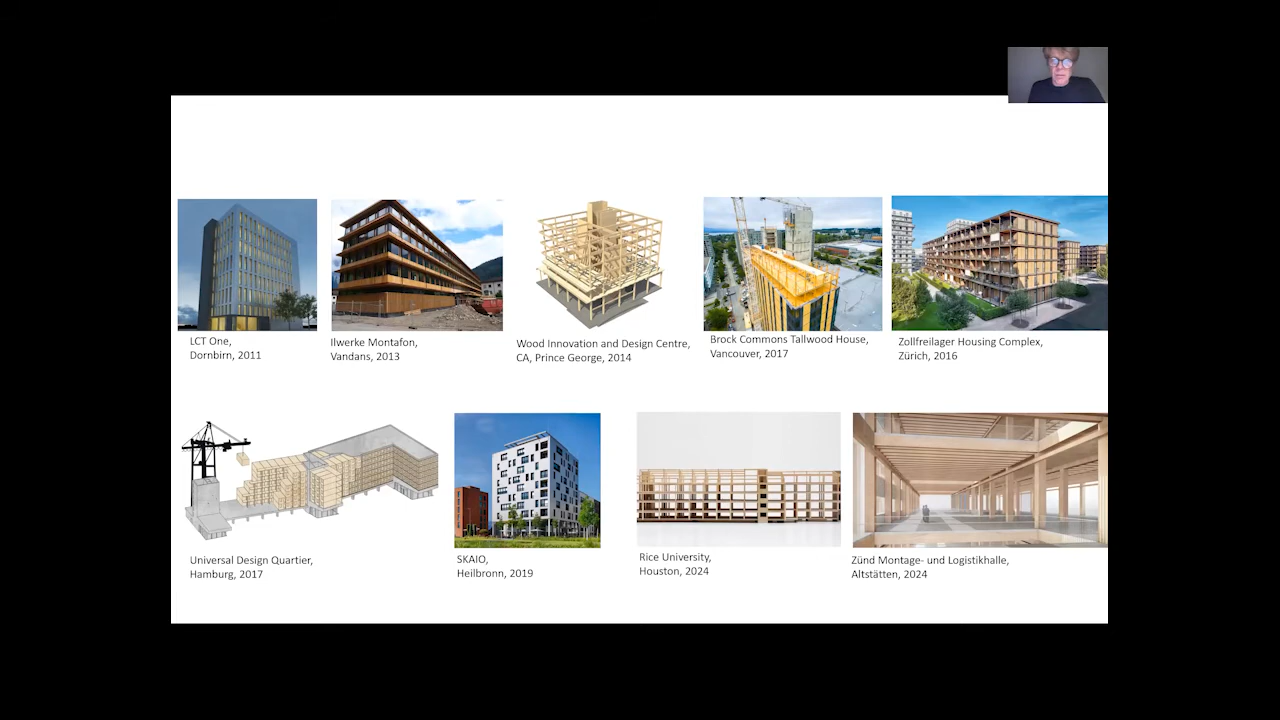 LCT One,
Dornbirn, 2011
Ilwerke Montafon,
Vandans, 2013
Wood Innovation and Design Centre,
CA, Prince George, 2014
Brock Commons Tallwood House,
Vancouver, 2017
Zollfreilager Housing Complex,
Zürich, 2016
Universal Design Quartier,
Hamburg, 2017
SKAIO,
Heilbronn, 2019
Rice University,
Houston, 2024
Zünd Montage- und Logistikhalle,
Altstätten, 2024